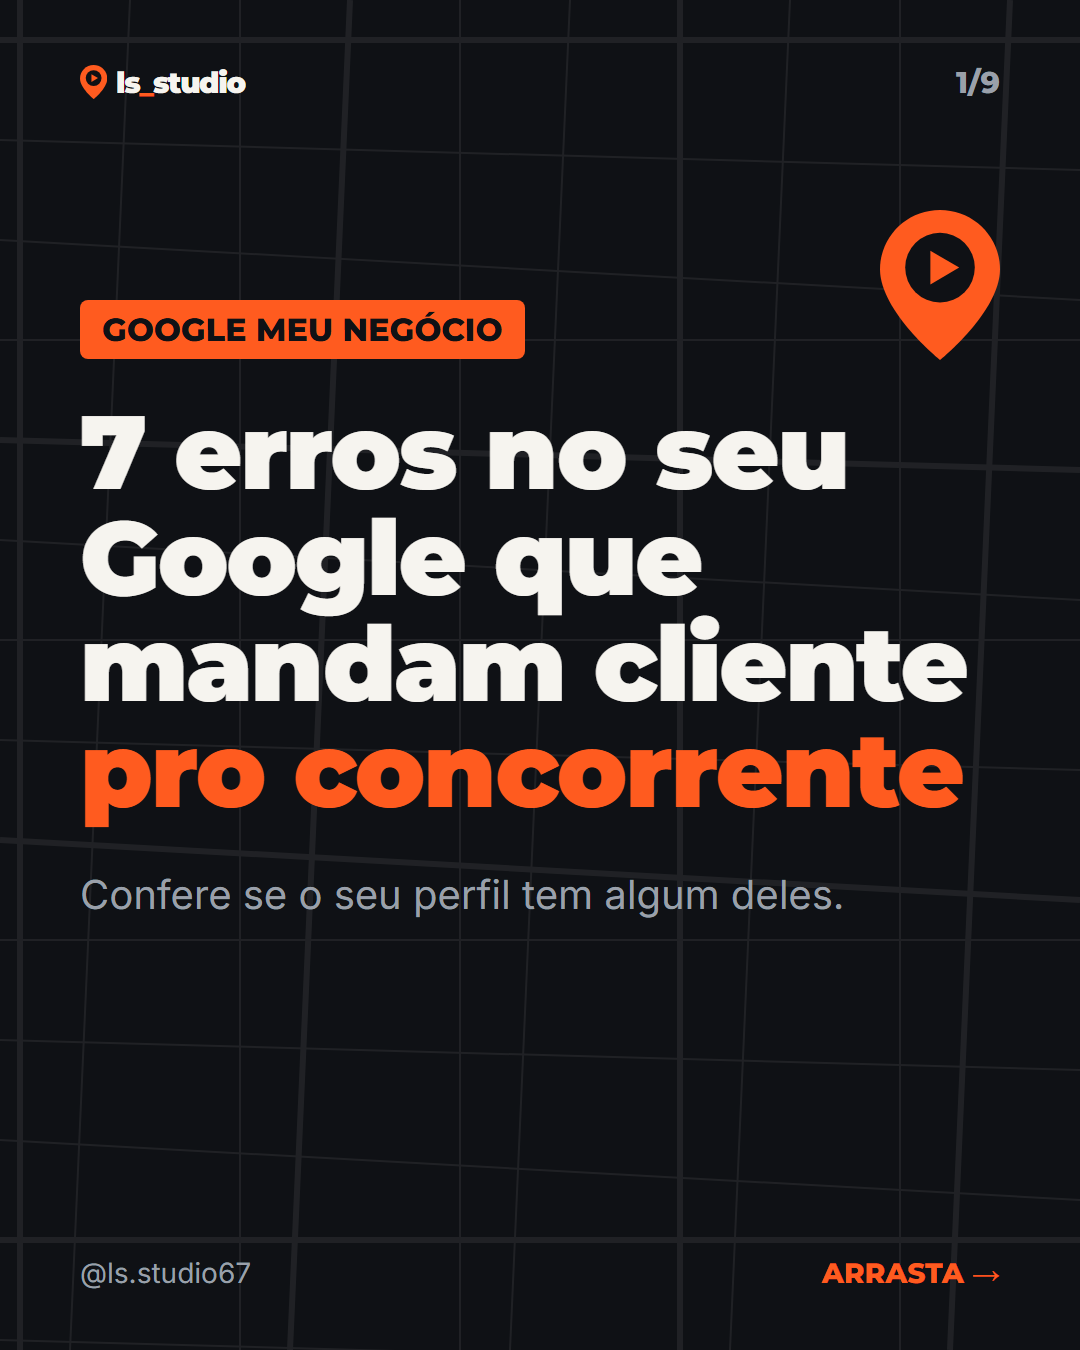 ls_studio
1/9
GOOGLE MEU NEGÓCIO
7 erros no seu
Google que
mandam cliente
pro concorrente
Confere se o seu perfil tem algum deles.
@ls.studio67
ARRASTA →